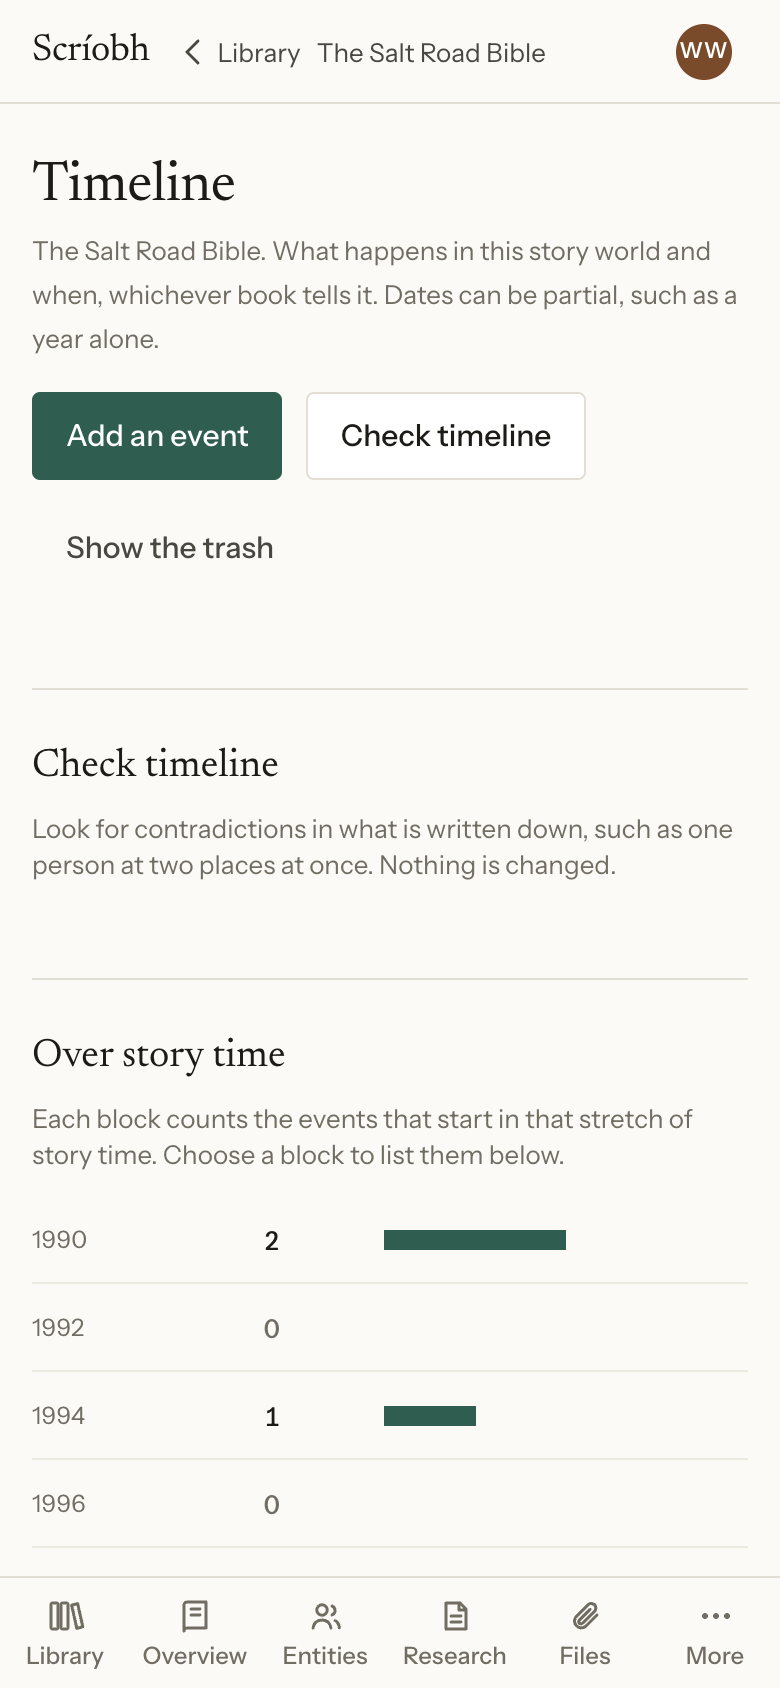 Scríobh
Library The Salt Road Bible
WW
Timeline
The Salt Road Bible. What happens in this story world and
when, whichever book tells it. Dates can be partial, such as a
year alone.
Add an event
Check timeline
Show the trash
Check timeline
Look for contradictions in what is written down, such as one
person at two places at once. Nothing is changed.
Over story time
Each block counts the events that start in that stretch of
story time. Choose a block to list them below.
1990 2
1992 0
1994 1
1996 0
Library Overview Entities Research Files More